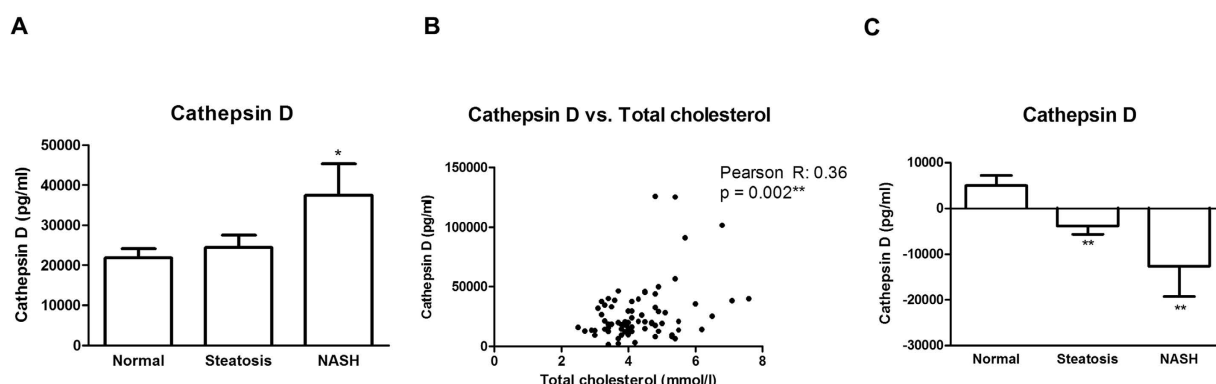 A
B
C
Cathepsin D
Cathepsin D (pg/ml)
50000
40000
30000
20000
10000
0
Normal
Steatosis
NASH
*
Cathepsin D vs. Total cholesterol
Cathepsin D (pg/ml)
150000
100000
50000
0
0
2
4
6
8
Total cholesterol (mmol/l)
Pearson R: 0.36
p = 0.002**
Cathepsin D
Cathepsin D (pg/ml)
10000
0
-10000
-20000
-30000
**
**
Normal
Steatosis
NASH